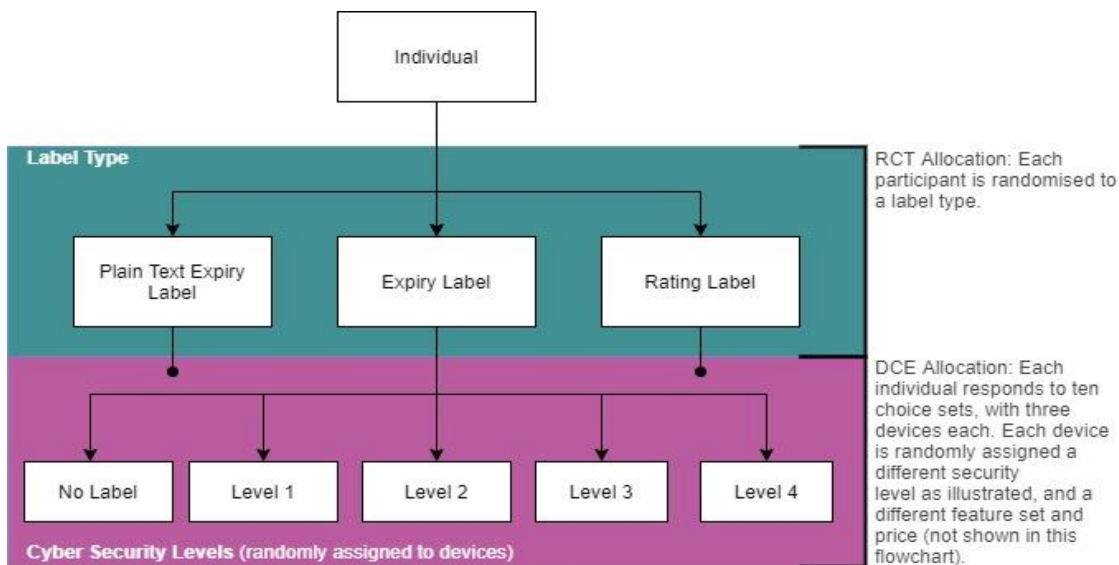 Individual
Label Type
RCT Allocation: Each
participant is randomised to
a label type.
Plain Text Expiry
Label
Expiry Label
Rating Label
DCE Allocation: Each
individual responds to ten
choice sets, with three
devices each. Each device
is randomly assigned a
different security
level as illustrated, and a
different feature set and
price (not shown in this
flowchart).
No Label
Level 1
Level 2
Level 3
Level 4
Cyber Security Levels (randomly assigned to devices)